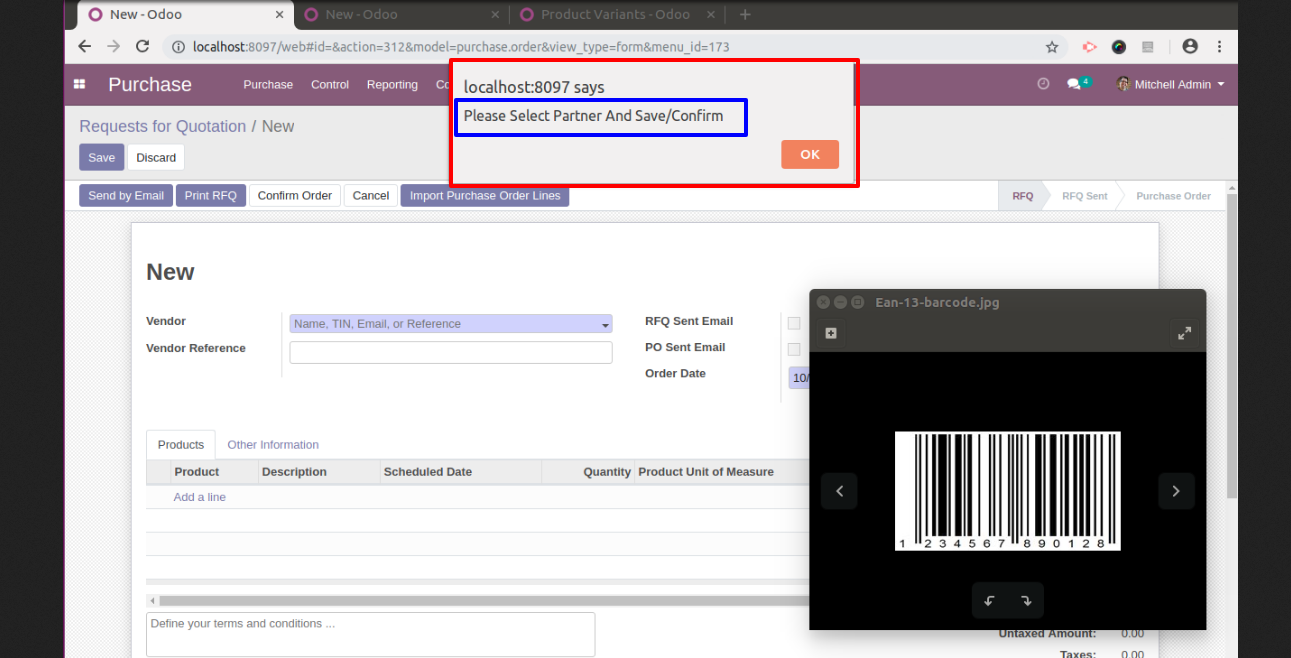 New - Odoo
New - Odoo
Product Variants - Odoo
localhost:8097/web#id=&action=312&model=purchase.order&view_type=form&menu_id=173
Purchase
Purchase Control Reporting Co
4
Mitchell Admin
localhost:8097 says
Please Select Partner And Save/Confirm
OK
Requests for Quotation / New
Save Discard
Send by Email Print RFQ Confirm Order Cancel Import Purchase Order Lines
RFQ RFQ Sent Purchase Order
New
Vendor
Name, TIN, Email, or Reference
Vendor Reference
RFQ Sent Email
PO Sent Email
Order Date
10/
Ean-13-barcode.jpg
1 234567 890128
Products Other Information
Product Description Scheduled Date Quantity Product Unit of Measure
Add a line
Define your terms and conditions ...
Untaxed Amount: 0.00
Taxes: 0.00